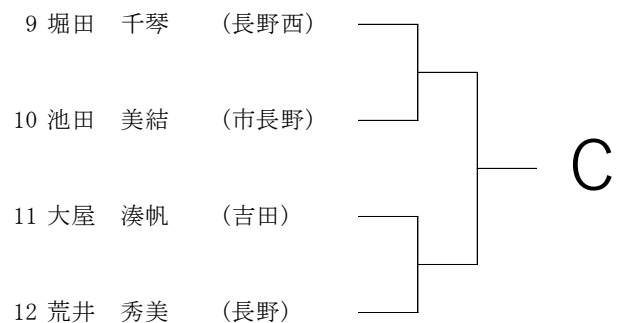 9 堀田　千琴　　(長野西)
10 池田　美結　　(市長野)
C
11 大屋　湊帆　　(吉田)
12 荒井　秀美　　(長野)